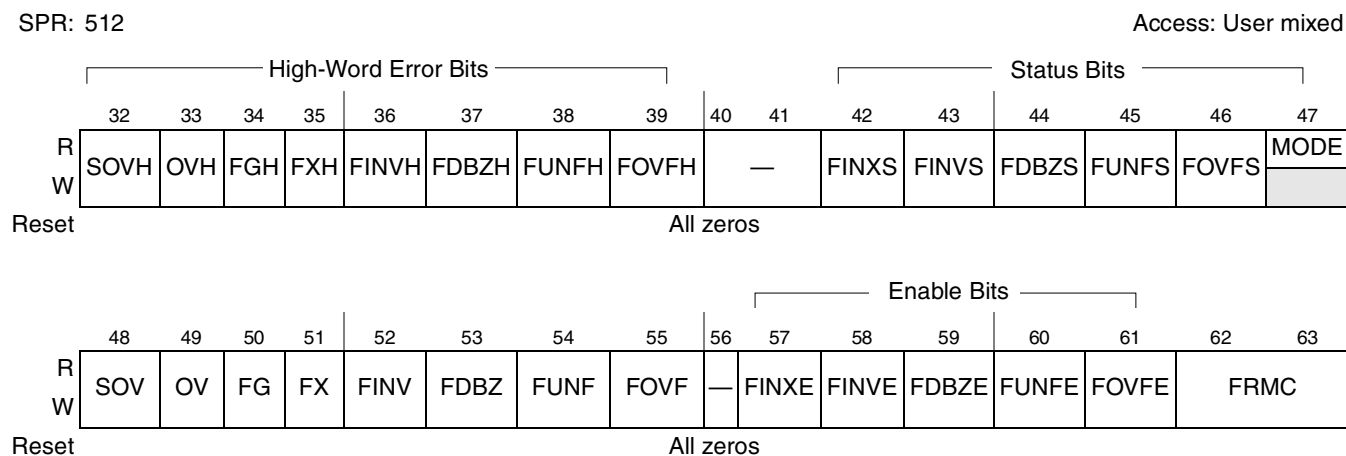 SPR: 512 Access: User mixed
High-Word Error Bits Status Bits
32 33 34 35 36 37 38 39 40 41 42 43 44 45 46 47
R SOVH OVH FGH FXH FINVH FDBZH FUNFH FOVFH — FINXS FINVS FDBZS FUNFS FOVFS MODE
W
Reset All zeros
Enable Bits
48 49 50 51 52 53 54 55 56 57 58 59 60 61 62 63
R SOV OV FG FX FINV FDBZ FUNF FOVF — FINXE FINVE FDBZE FUNFE FOVFE FRMC
W
Reset All zeros